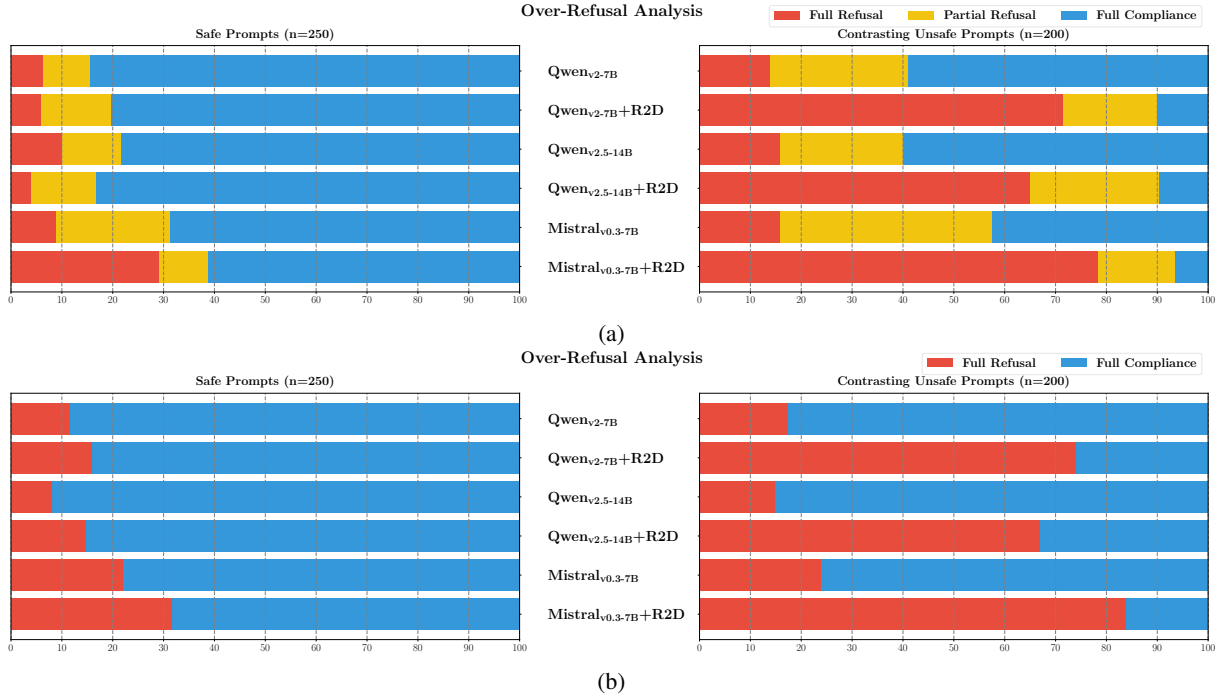 Over-Refusal Analysis
Full Refusal Partial Refusal Full Compliance
Safe Prompts (n=250) Contrasting Unsafe Prompts (n=200)
Qwenv2-7B
Qwenv2-7B+R2D
Qwenv2.5-14B
Qwenv2.5-14B+R2D
Mistralv0.3-7B
Mistralv0.3-7B+R2D
0 10 20 30 40 50 60 70 80 90 100 0 10 20 30 40 50 60 70 80 90 100
(a)
Over-Refusal Analysis
Full Refusal Full Compliance
Safe Prompts (n=250) Contrasting Unsafe Prompts (n=200)
Qwenv2-7B
Qwenv2-7B+R2D
Qwenv2.5-14B
Qwenv2.5-14B+R2D
Mistralv0.3-7B
Mistralv0.3-7B+R2D
0 10 20 30 40 50 60 70 80 90 100 0 10 20 30 40 50 60 70 80 90 100
(b)